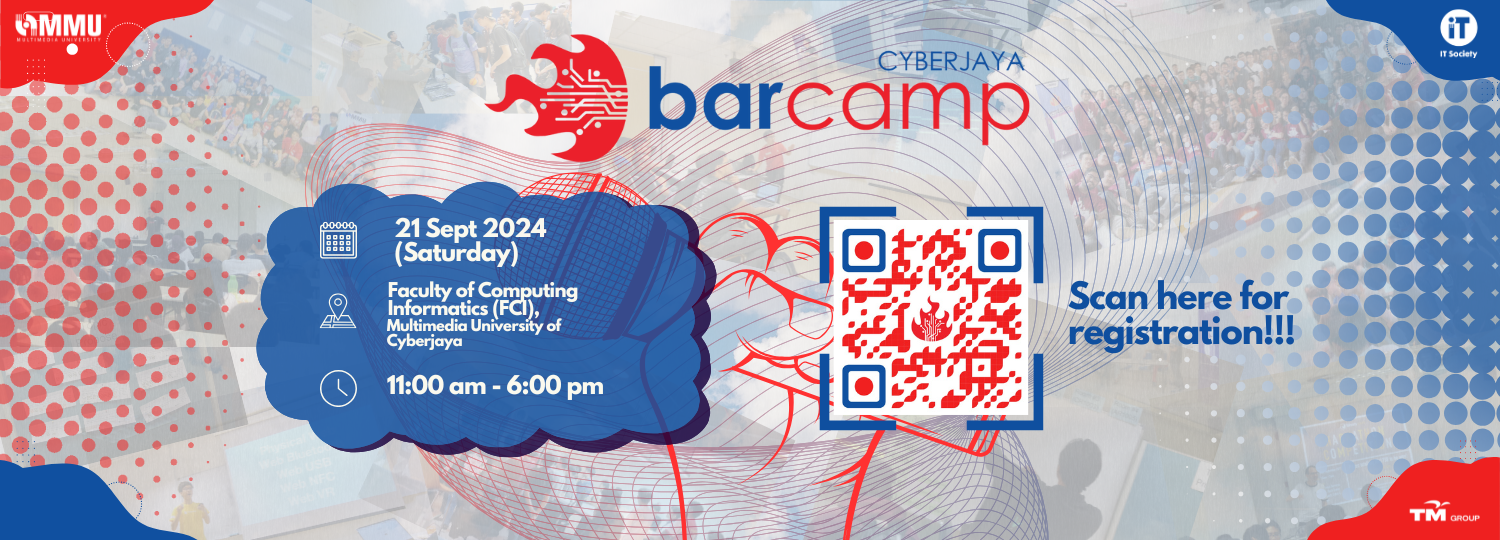 MMU
MULTIMEDIA UNIVERSITY
iT
IT Society
CYBERJAYA
barcamp
21 Sept 2024
(Saturday)
Faculty of Computing
Informatics (FCI),
Multimedia University of
Cyberjaya
11:00 am - 6:00 pm
Scan here for
registration!!!
TM GROUP